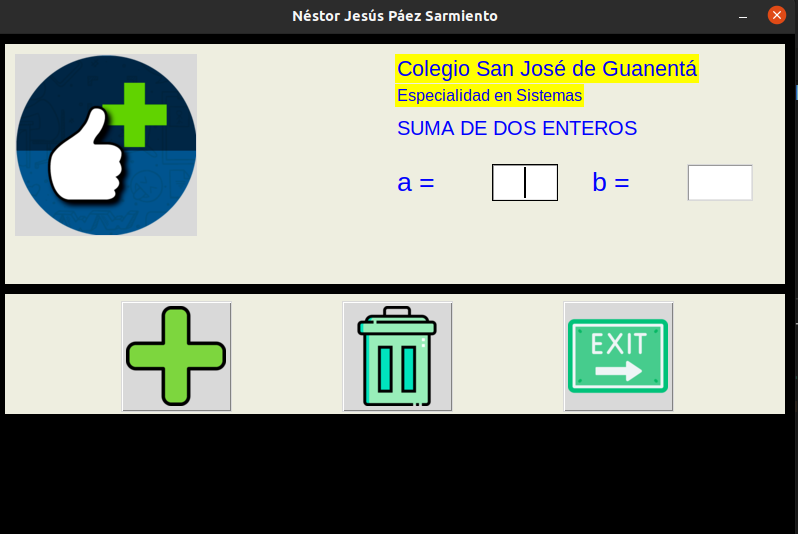 Néstor Jesús Páez Sarmiento
Colegio San José de Guanentá
Especialidad en Sistemas
SUMA DE DOS ENTEROS
a = b =
EXIT